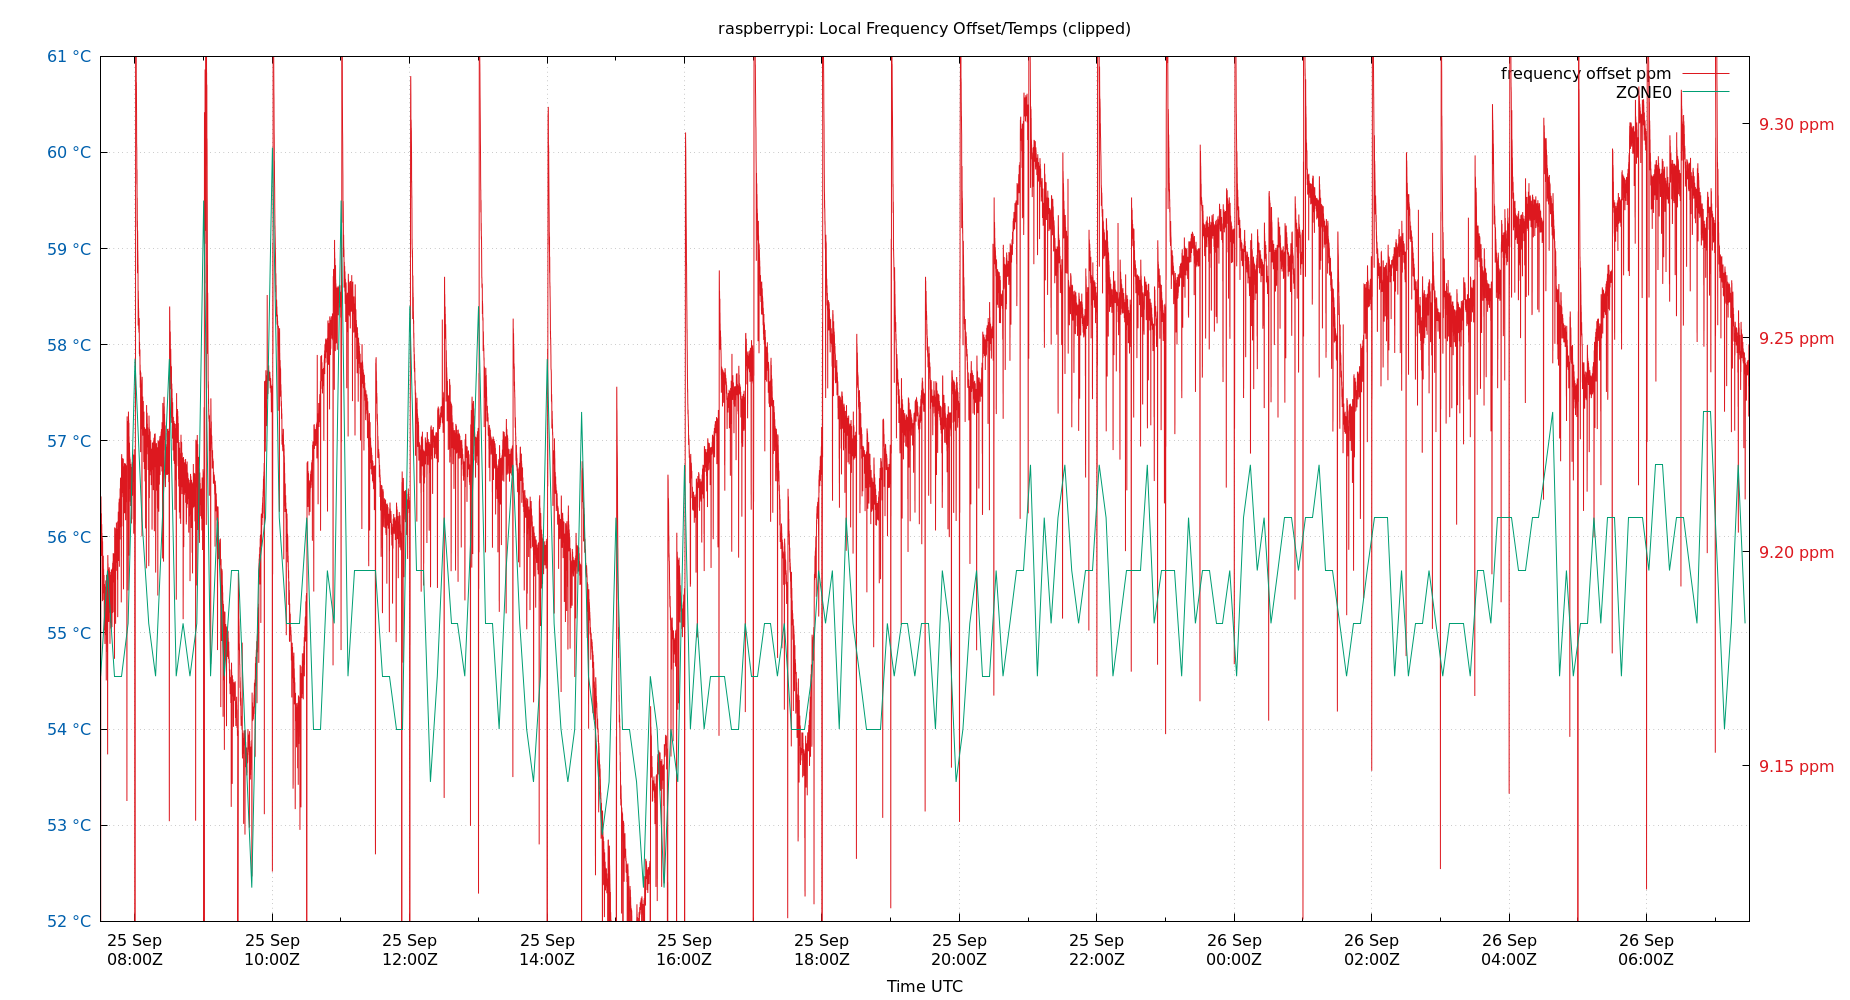 raspberrypi: Local Frequency Offset/Temps (clipped)
61 °C
60 °C
59 °C
58 °C
57 °C
56 °C
55 °C
54 °C
53 °C
52 °C
frequency offset ppm
ZONE0
9.30 ppm
9.25 ppm
9.20 ppm
9.15 ppm
25 Sep
08:00Z
25 Sep
10:00Z
25 Sep
12:00Z
25 Sep
14:00Z
25 Sep
16:00Z
25 Sep
18:00Z
25 Sep
20:00Z
25 Sep
22:00Z
26 Sep
00:00Z
26 Sep
02:00Z
26 Sep
04:00Z
26 Sep
06:00Z
Time UTC